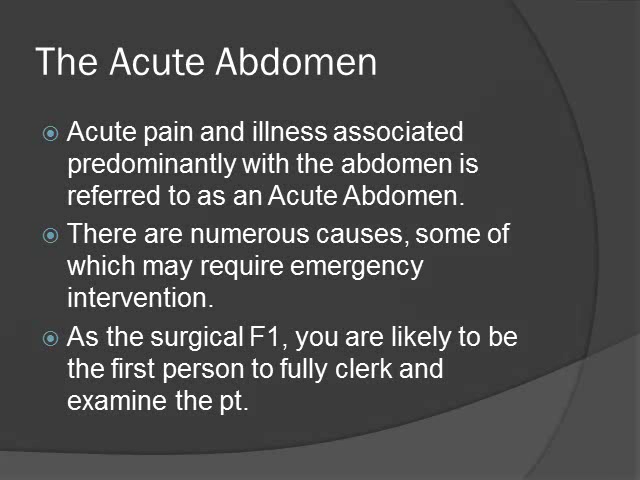 The Acute Abdomen
Acute pain and illness associated
predominantly with the abdomen is
referred to as an Acute Abdomen.
There are numerous causes, some of
which may require emergency
intervention.
As the surgical F1, you are likely to be
the first person to fully clerk and
examine the pt.